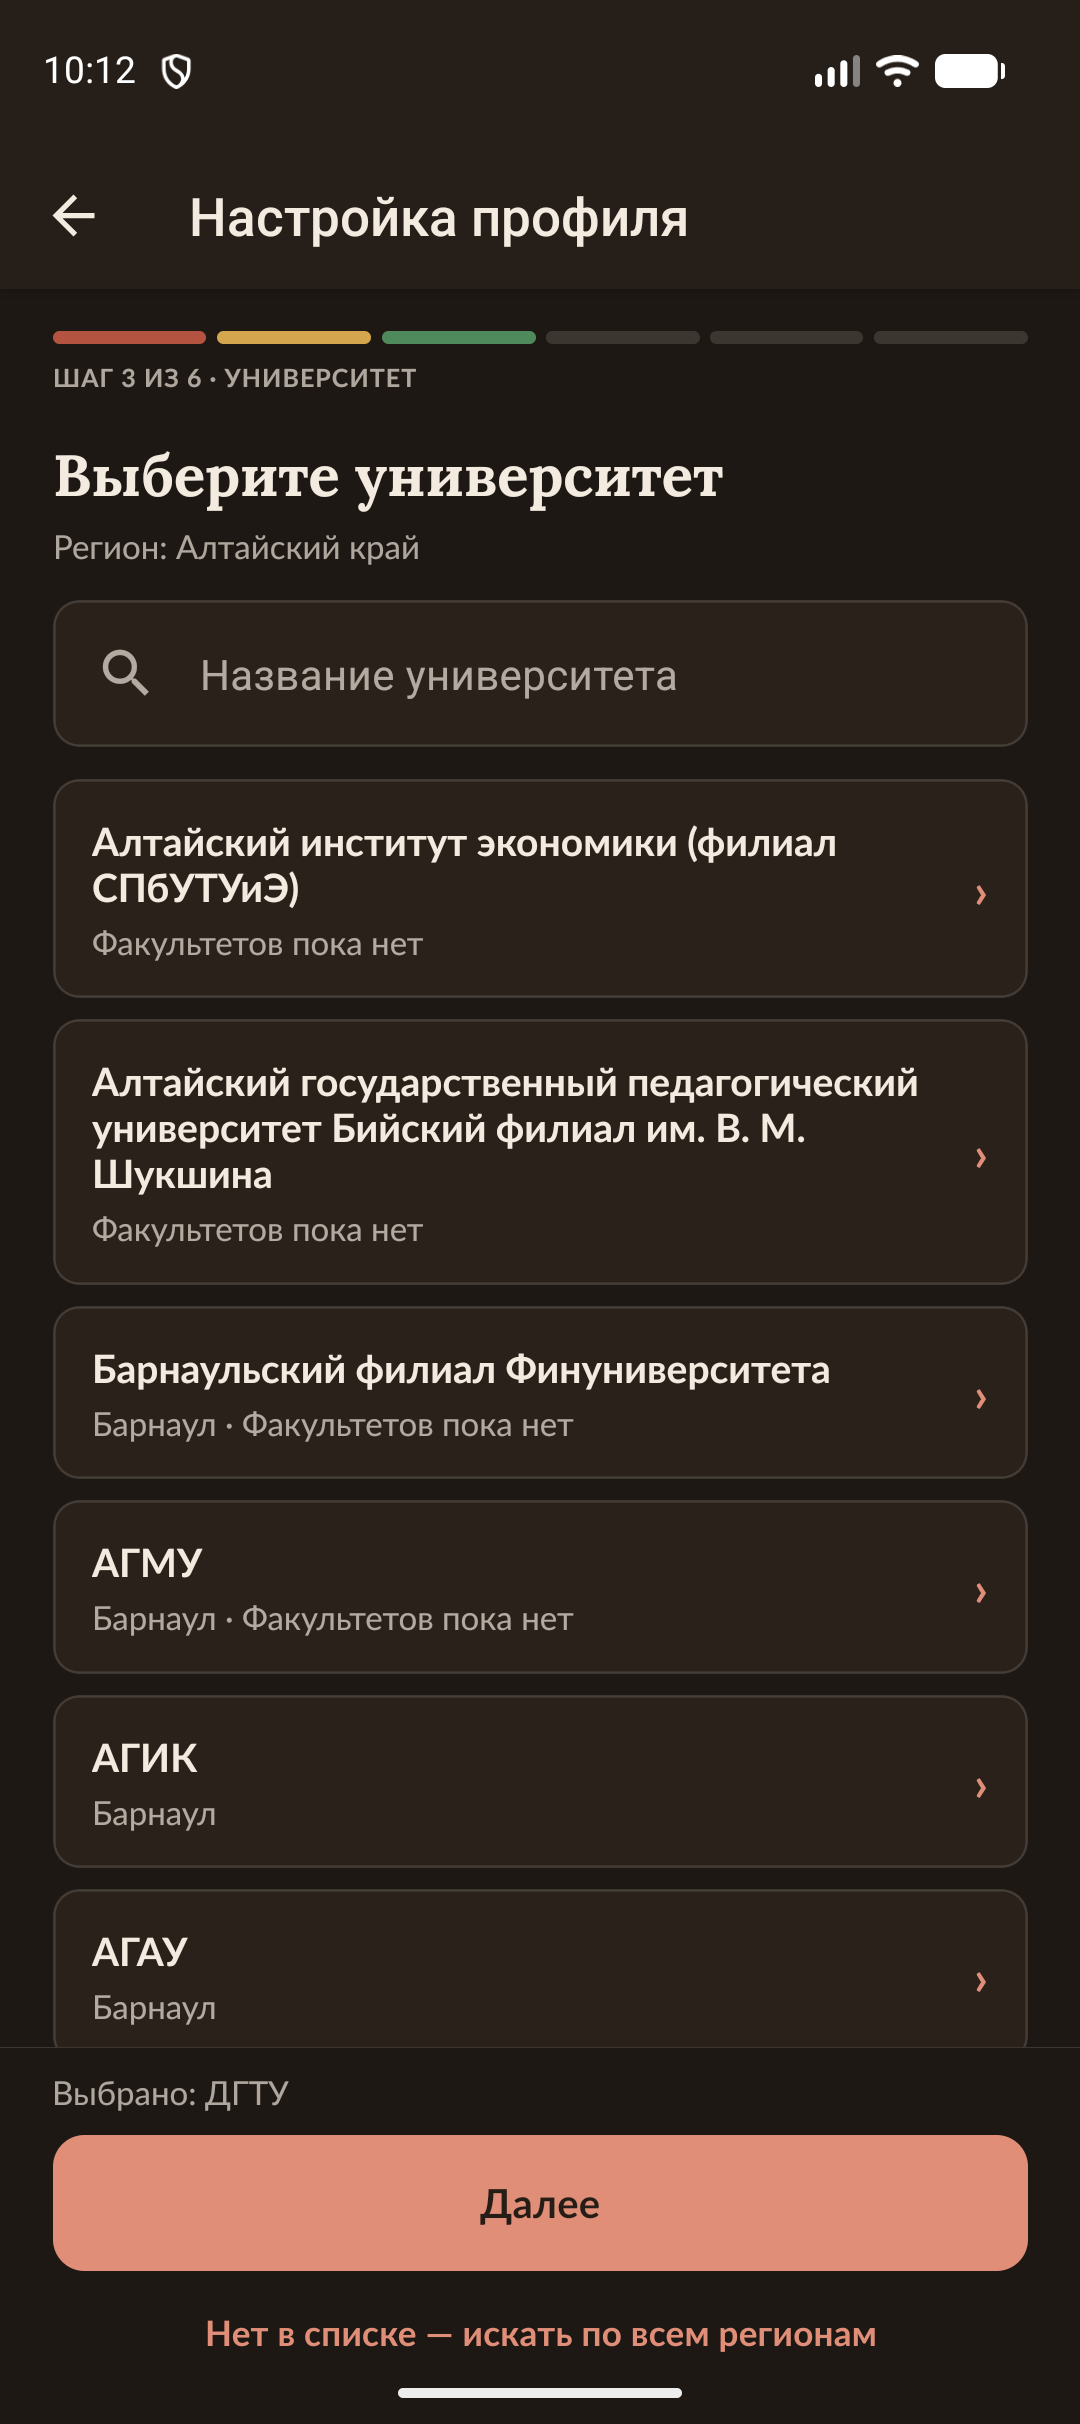 10:12
Настройка профиля
ШАГ 3 ИЗ 6 · УНИВЕРСИТЕТ
Выберите университет
Регион: Алтайский край
Название университета
Алтайский институт экономики (филиал
СПбУТУиЭ)
Факультетов пока нет
›
Алтайский государственный педагогический
университет Бийский филиал им. В. М.
Шукшина
Факультетов пока нет
›
Барнаульский филиал Финуниверситета
Барнаул · Факультетов пока нет
›
АГМУ
Барнаул · Факультетов пока нет
›
АГИК
Барнаул
›
АГАУ
Барнаул
›
Выбрано: ДГТУ
Далее
Нет в списке — искать по всем регионам